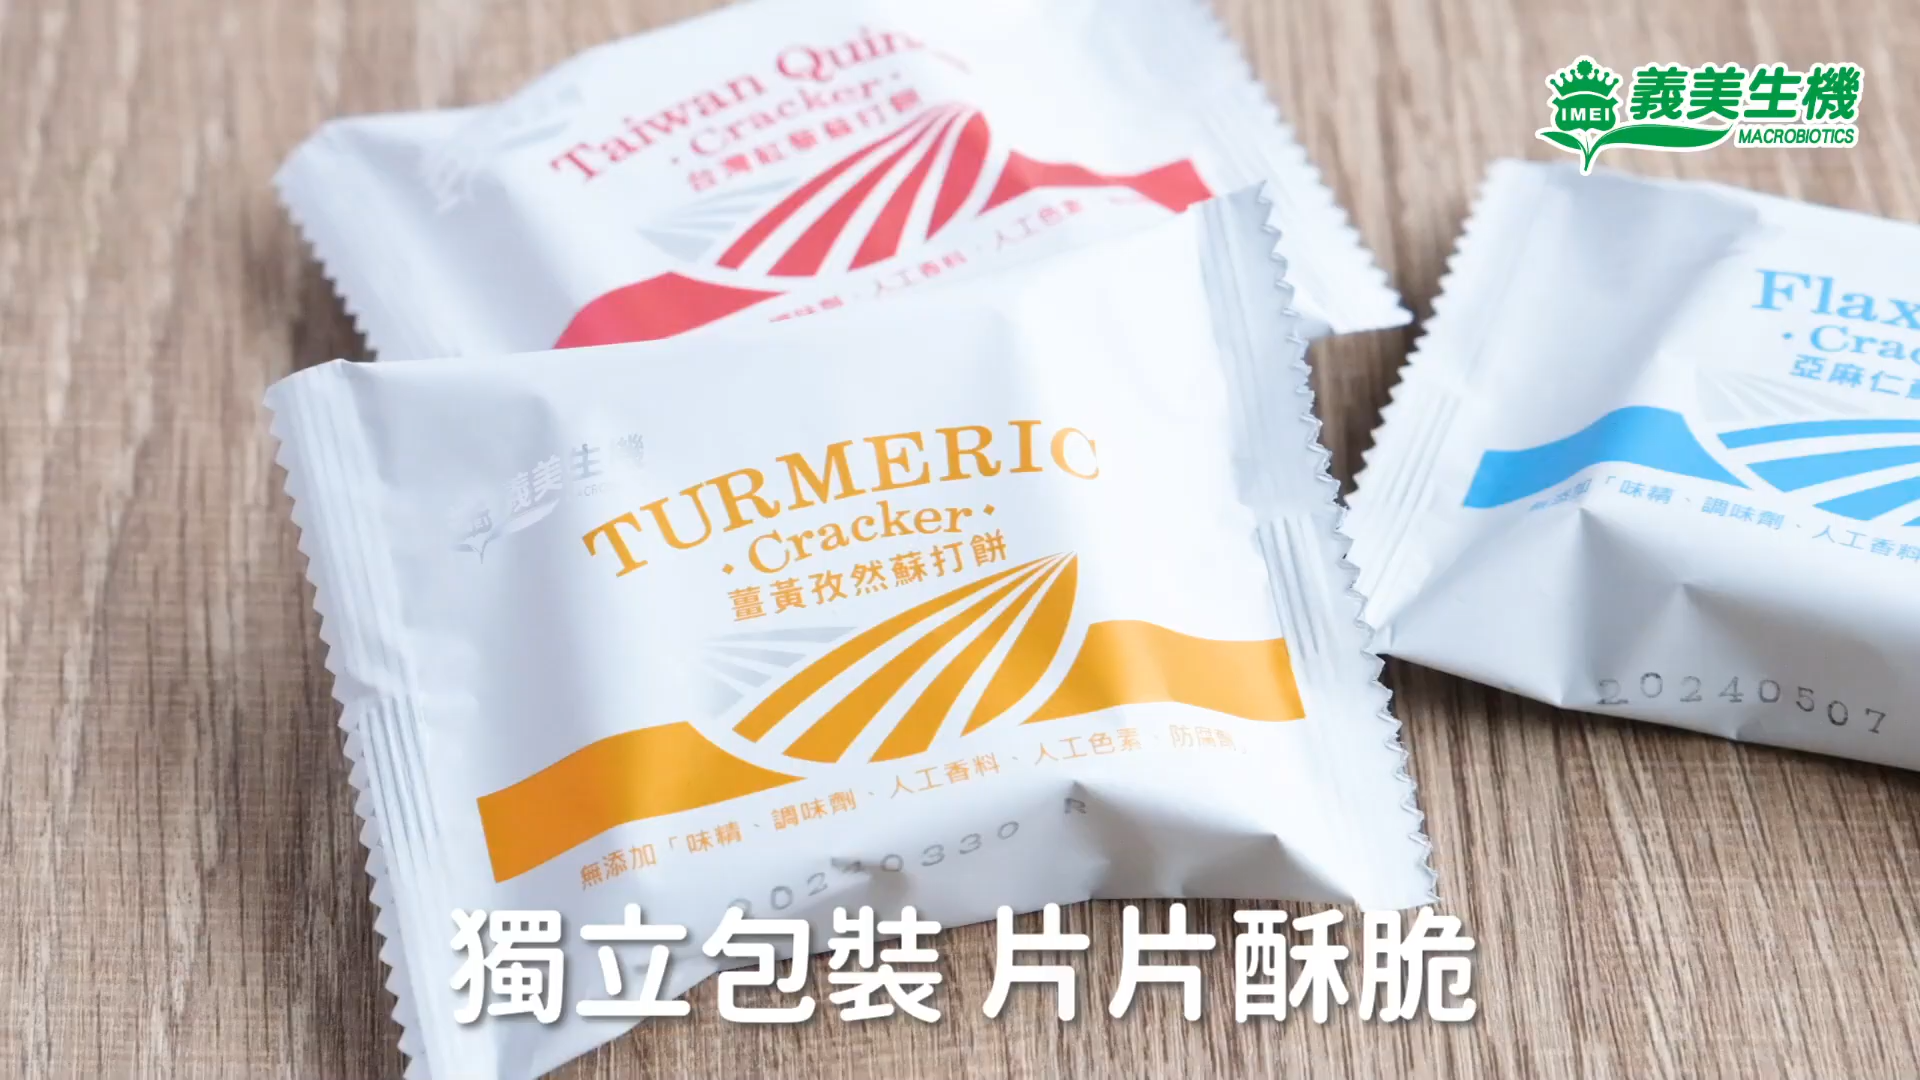 IMEI 義美生機
MACROBIOTICS
Taiwan
Cracker
台灣紅藜蘇打餅
人工香料、人工色素
Flax
亞麻仁
無添加「味精、調味劑、人工香料
20240507
義美生機
TURMERIC
Cracker
薑黃孜然蘇打餅
無添加「味精、調味劑、人工香料、人工色素、防腐劑」
20240330 R
獨立包裝 片片酥脆